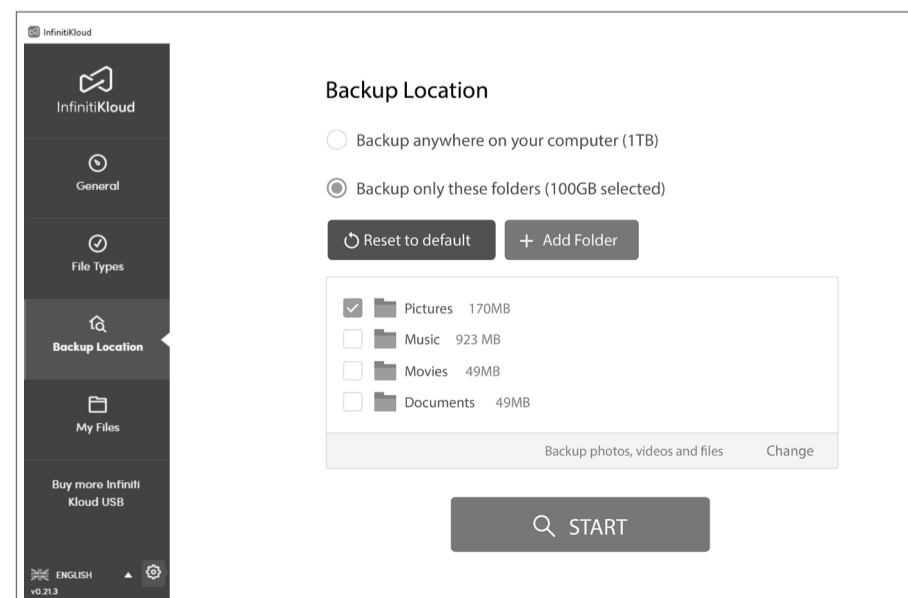 InfinitiKloud
InfinitiKloud
General
File Types
Backup Location
My Files
Buy more Infiniti
Kloud USB
ENGLISH
v0.21.3
Backup Location
Backup anywhere on your computer (1TB)
Backup only these folders (100GB selected)
Reset to default
+ Add Folder
Pictures 170MB
Music 923 MB
Movies 49MB
Documents 49MB
Backup photos, videos and files Change
START